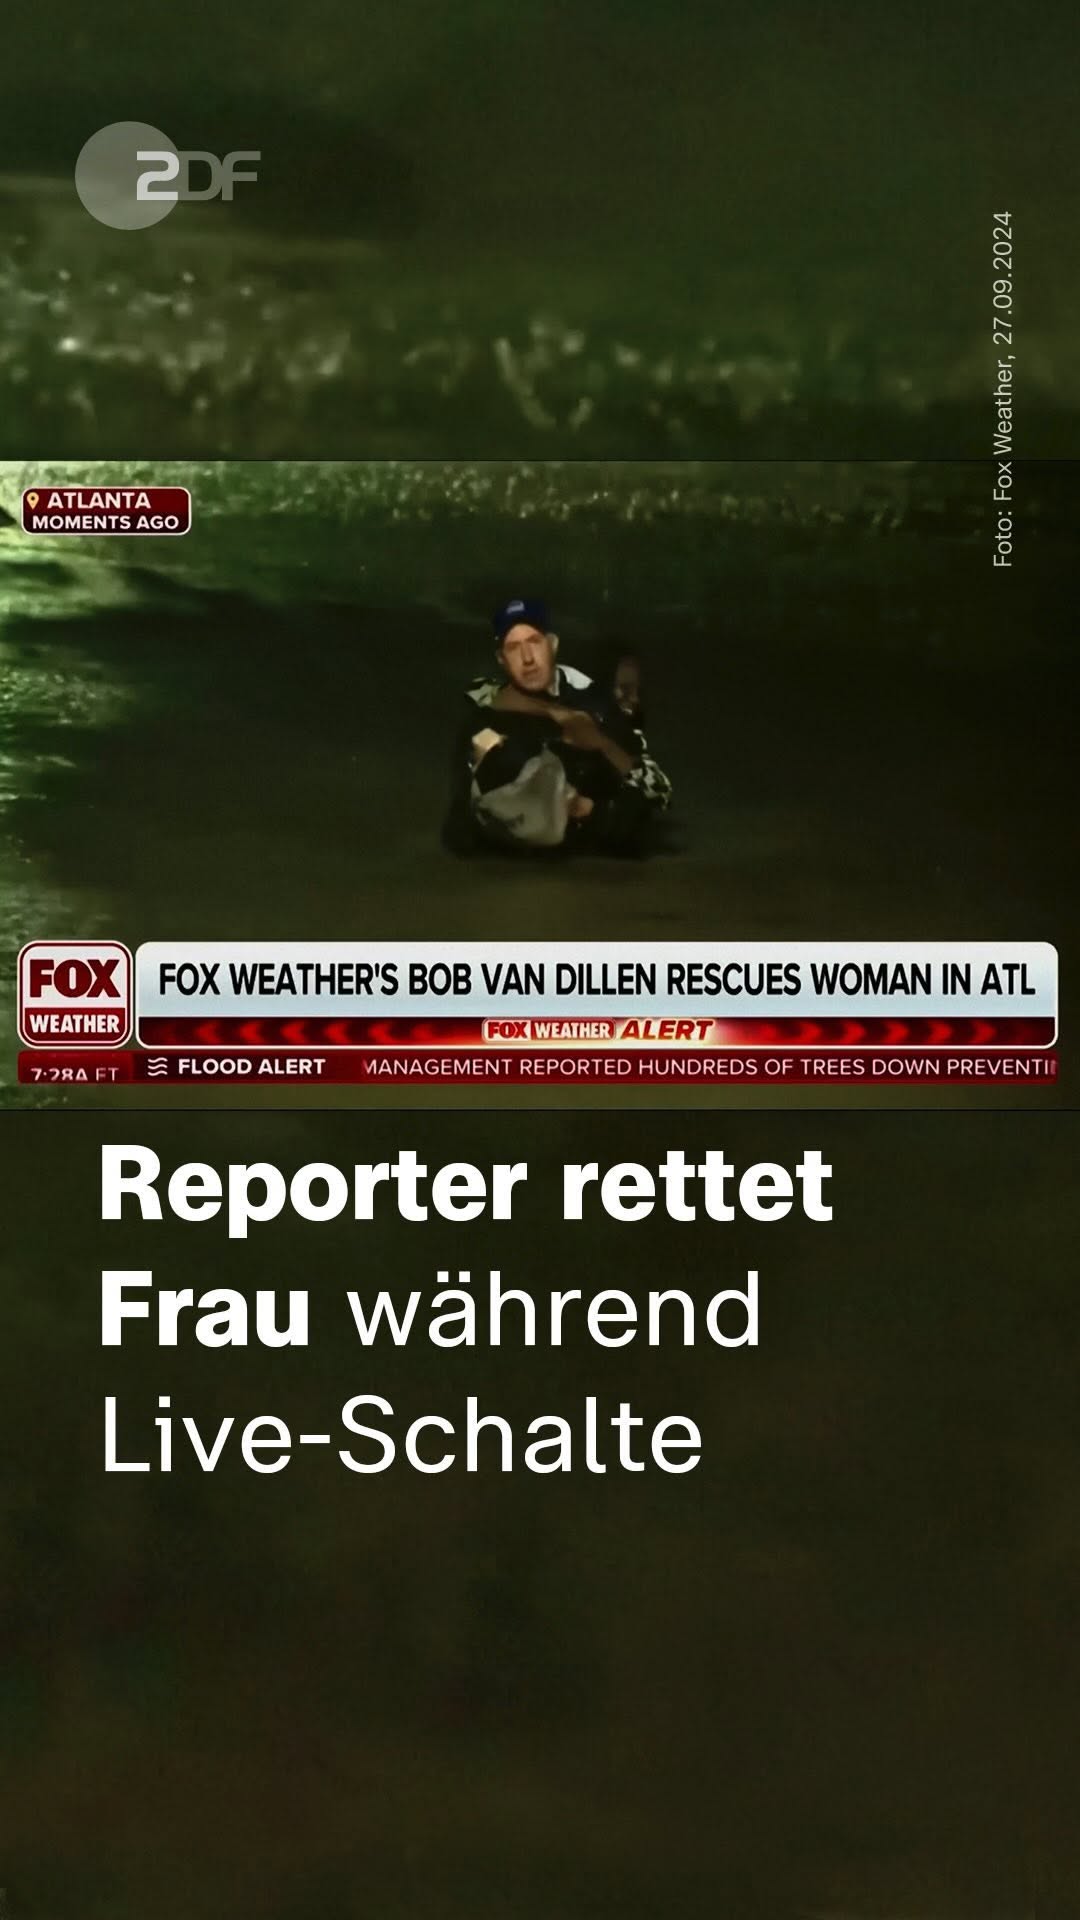 ZDF
Foto: Fox Weather, 27.09.2024
ATLANTA
MOMENTS AGO
FOX
WEATHER
FOX WEATHER'S BOB VAN DILLEN RESCUES WOMAN IN ATL
FOX WEATHER ALERT
7:28A ET
FLOOD ALERT
MANAGEMENT REPORTED HUNDREDS OF TREES DOWN PREVENTI
Reporter rettet
Frau während
Live-Schalte